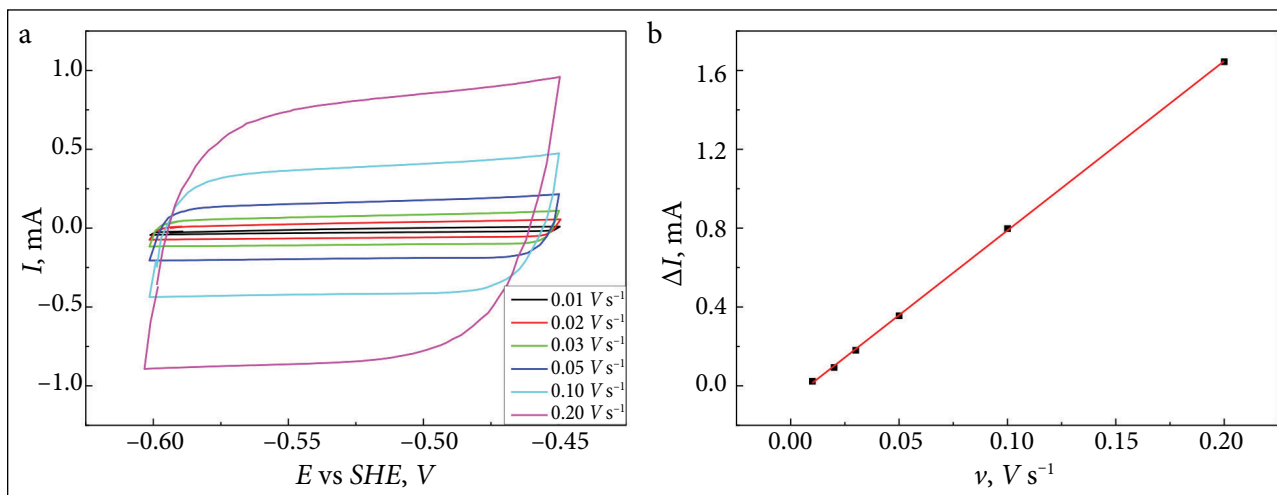 a
1.0
0.5
0.0
−0.5
−1.0
I, mA
−0.60
−0.55
−0.50
−0.45
E vs SHE, V
0.01 V s⁻¹
0.02 V s⁻¹
0.03 V s⁻¹
0.05 V s⁻¹
0.10 V s⁻¹
0.20 V s⁻¹
b
1.6
1.2
0.8
0.4
0.0
ΔI, mA
0.00
0.05
0.10
0.15
0.20
ν, V s⁻¹